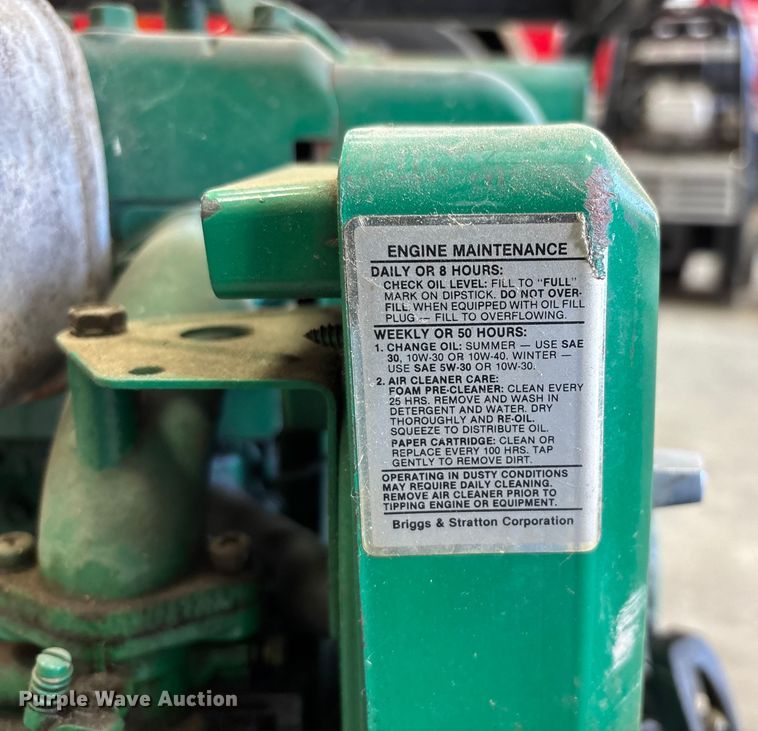 ENGINE MAINTENANCE
DAILY OR 8 HOURS:
CHECK OIL LEVEL: FILL TO "FULL"
MARK ON DIPSTICK. DO NOT OVER-
FILL. WHEN EQUIPPED WITH OIL FILL
PLUG — FILL TO OVERFLOWING.
WEEKLY OR 50 HOURS:
1. CHANGE OIL: SUMMER — USE SAE
30, 10W-30 OR 10W-40. WINTER —
USE SAE 5W-30 OR 10W-30.
2. AIR CLEANER CARE:
FOAM PRE-CLEANER: CLEAN EVERY
25 HRS. REMOVE AND WASH IN
DETERGENT AND WATER. DRY
THOROUGHLY AND RE-OIL.
SQUEEZE TO DISTRIBUTE OIL.
PAPER CARTRIDGE: CLEAN OR
REPLACE EVERY 100 HRS. TAP
GENTLY TO REMOVE DIRT.
OPERATING IN DUSTY CONDITIONS
MAY REQUIRE DAILY CLEANING.
REMOVE AIR CLEANER PRIOR TO
TIPPING ENGINE OR EQUIPMENT.
Briggs & Stratton Corporation
Purple Wave Auction